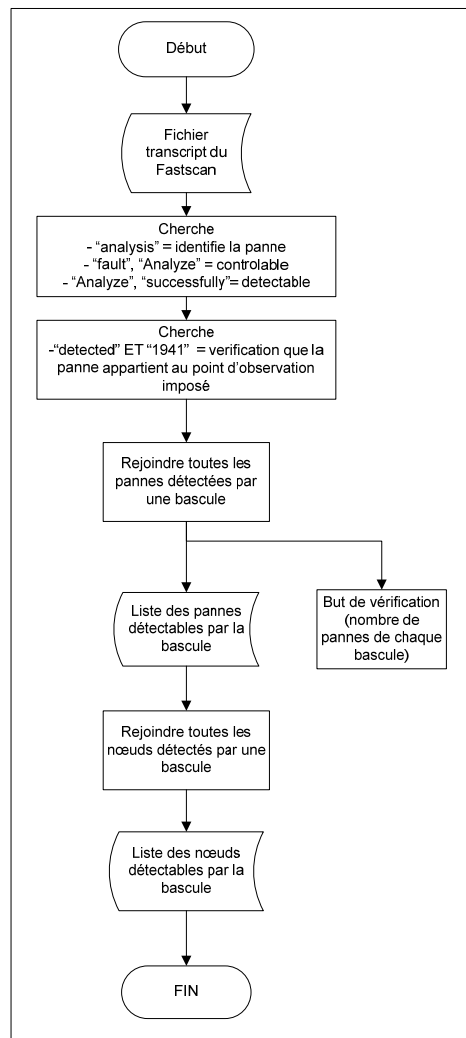 Début
Fichier
transcript du
Fastscan
Cherche
- “analysis” = identifie la panne
- “fault”, “Analyze” = controlable
- “Analyze”, “successfully”= detectable
Cherche
-“detected” ET “1941” = verification que la
panne appartient au point d’observation
imposé
Rejoindre toutes les
pannes détectées par
une bascule
Liste des pannes
détectables par la
bascule
But de vérification
(nombre de
pannes de chaque
bascule)
Rejoindre toutes les
nœuds détectés par une
bascule
Liste des nœuds
détectables par la
bascule
FIN